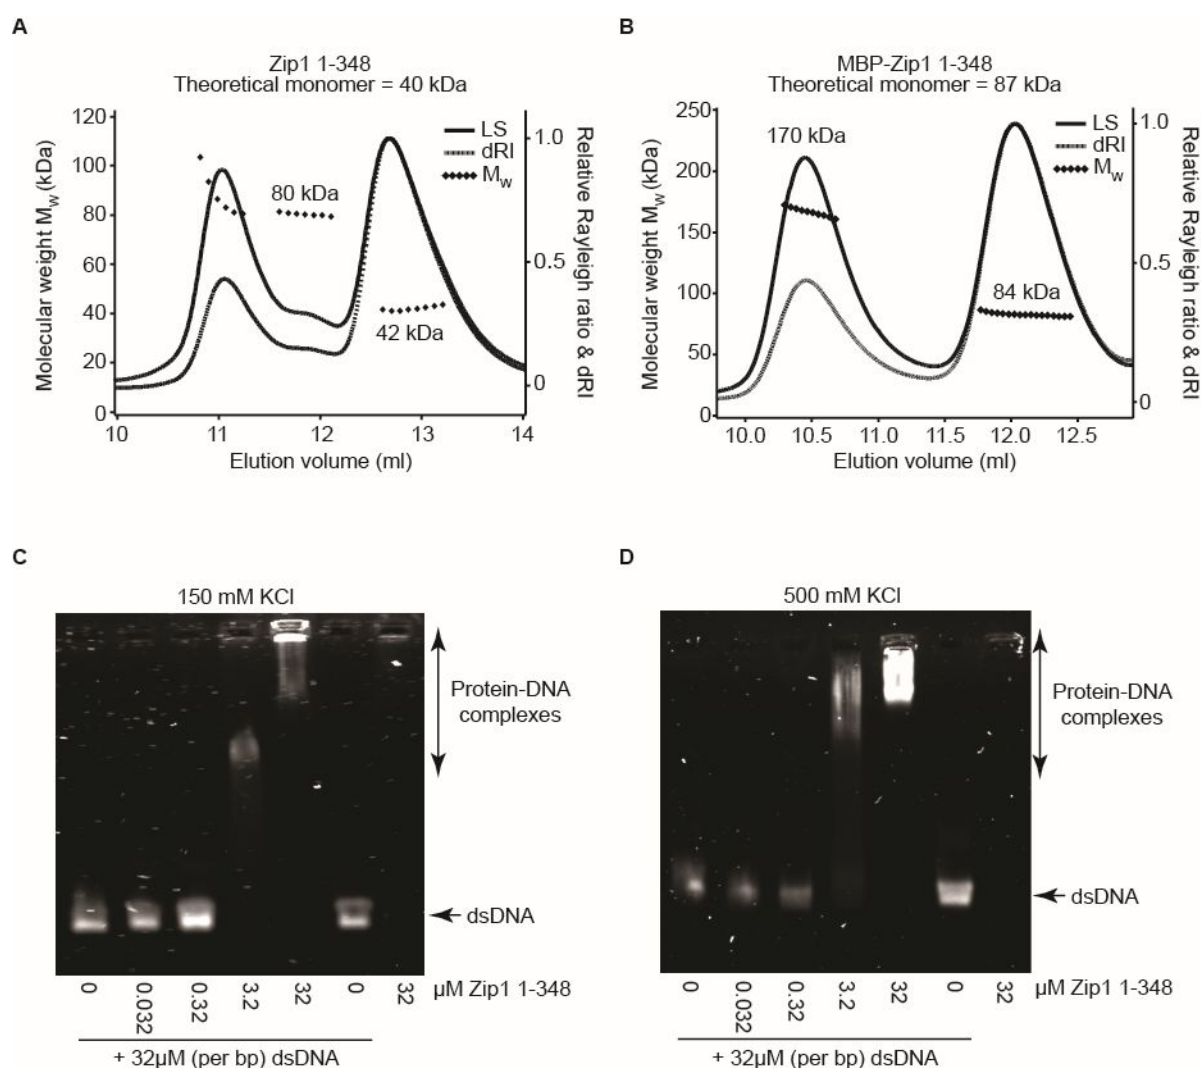 A
Zip1 1-348
Theoretical monomer = 40 kDa
Molecular weight Mw (kDa)
120
100
80
60
40
20
0
80 kDa
42 kDa
LS
dRI
Mw
1.0
0.5
0
Relative Rayleigh ratio & dRI
10
11
12
13
14
Elution volume (ml)
B
MBP-Zip1 1-348
Theoretical monomer = 87 kDa
Molecular weight Mw (kDa)
250
200
150
100
50
0
170 kDa
84 kDa
LS
dRI
Mw
1.0
0.5
0
Relative Rayleigh ratio & dRI
10.0
10.5
11.0
11.5
12.0
12.5
Elution volume (ml)
C
150 mM KCl
Protein-DNA
complexes
dsDNA
0
0.032
0.32
3.2
32
0
32
µM Zip1 1-348
+ 32µM (per bp) dsDNA
D
500 mM KCl
Protein-DNA
complexes
dsDNA
0
0.032
0.32
3.2
32
0
32
µM Zip1 1-348
+ 32µM (per bp) dsDNA